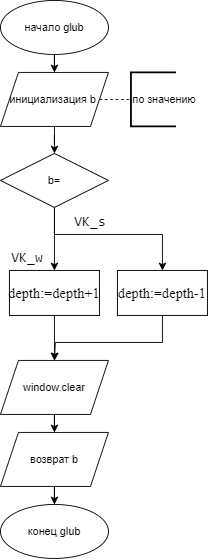 начало glub
инициализация b
по значению
b=
VK_s
VK_w
depth:=depth+1
depth:=depth-1
window.clear
возврат b
конец glub